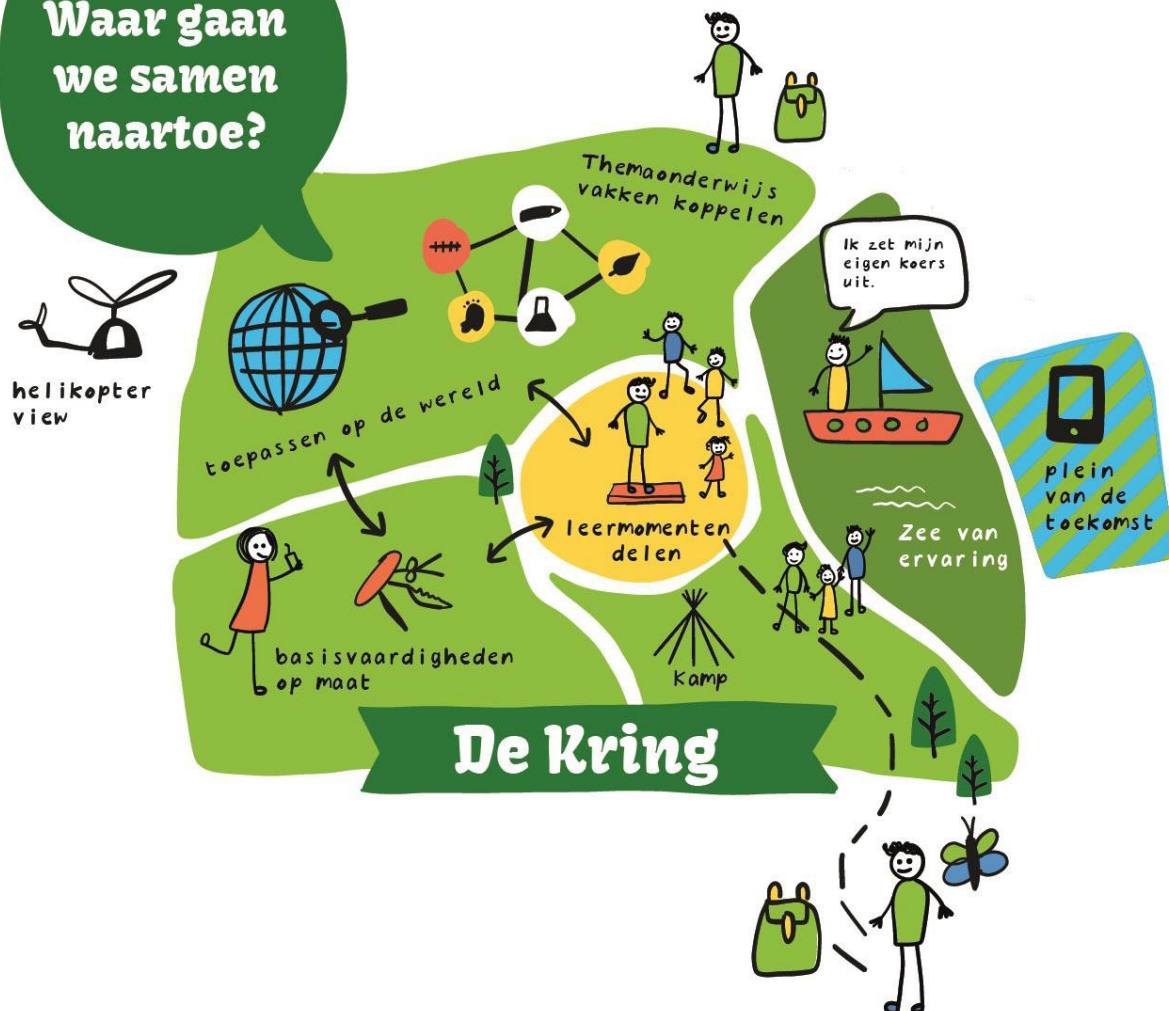 Waar gaan
we samen
naartoe?
Themaonderwijs
vakken koppelen
Ik zet mijn
eigen koers
uit.
helikopter
view
toepassen op de wereld
plein
van de
toekomst
leermomenten
delen
Zee van
ervaring
basisvaardigheden
op maat
Kamp
De Kring